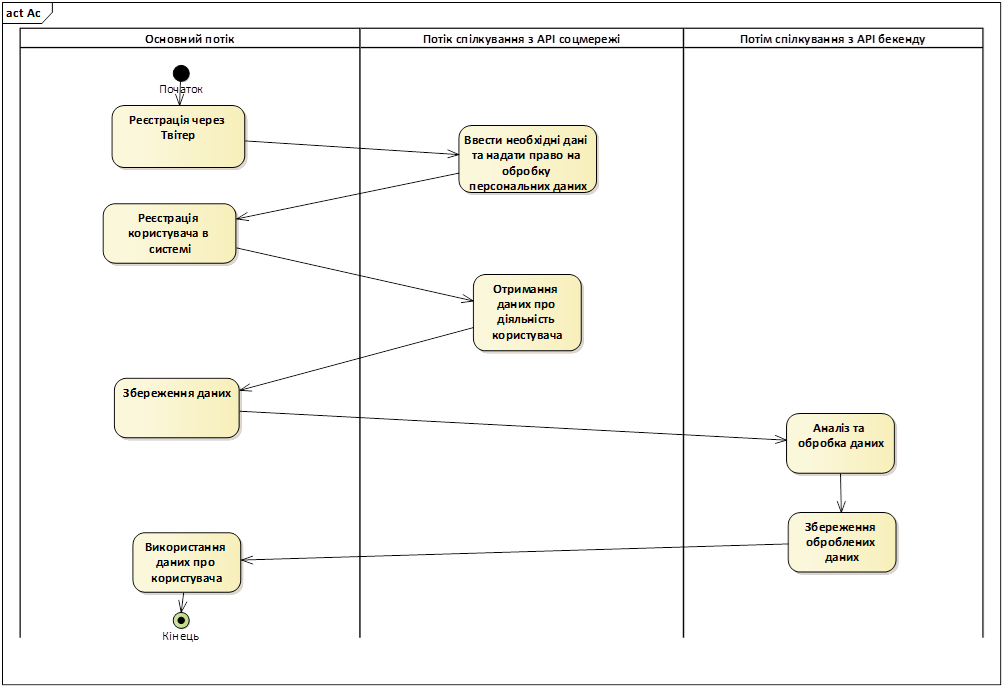 act Ac
Основний потік
Потік спілкування з API соцмережі
Потім спілкування з API бекенду
Початок
Реєстрація через
Твітер
Ввести необхідні дані
та надати право на
обробку
персональних даних
Реєстрація
користувача в
системі
Отримання
даних про
діяльність
користувача
Збереження даних
Аналіз та
обробка даних
Збереження
оброблених
даних
Використання
даних про
користувача
Кінець